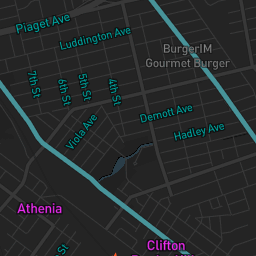 Piaget Ave
Luddington Ave
BurgerIM
Gourmet Burger
7th St
6th St
5th St
4th St
Demott Ave
Viola Ave
Hadley Ave
Athenia
Clifton
St